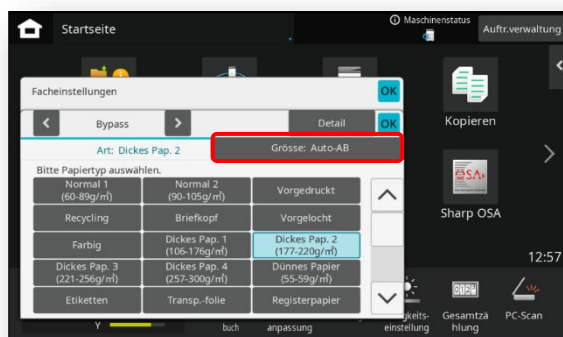 Startseite
Maschinenstatus
Auftr.verwaltung
Facheinstellungen
OK
Bypass
Detail
OK
Art: Dickes Pap. 2
Grösse: Auto-AB
Bitte Papiertyp auswählen.
Normal 1
(60-89g/㎡)
Normal 2
(90-105g/㎡)
Vorgedruckt
Recycling
Briefkopf
Vorgelocht
Farbig
Dickes Pap. 1
(106-176g/㎡)
Dickes Pap. 2
(177-220g/㎡)
Dickes Pap. 3
(221-256g/㎡)
Dickes Pap. 4
(257-300g/㎡)
Dünnes Papier
(55-59g/㎡)
Etiketten
Transp.-folie
Registerpapier
Kopieren
Sharp OSA
12:57
Y
buch
anpassung
einstellung
Gesamtzä
hlung
PC-Scan